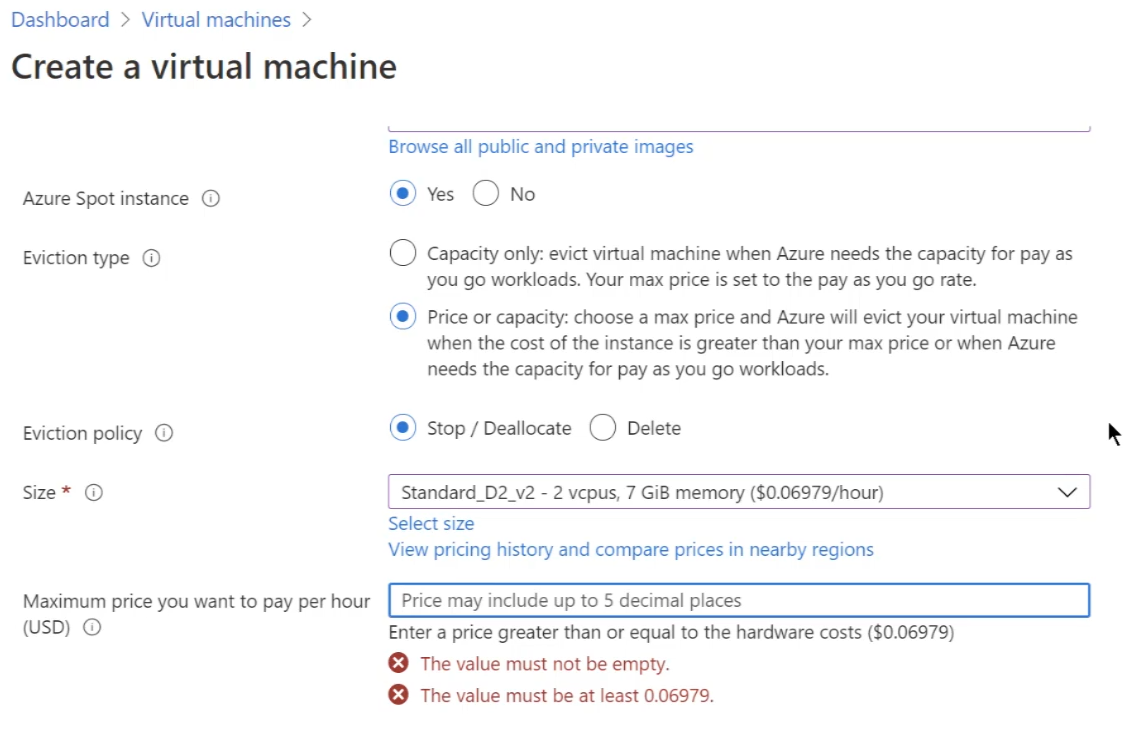 Dashboard > Virtual machines >
Create a virtual machine
Browse all public and private images
Azure Spot instance
Yes No
Eviction type
Capacity only: evict virtual machine when Azure needs the capacity for pay as
you go workloads. Your max price is set to the pay as you go rate.
Price or capacity: choose a max price and Azure will evict your virtual machine
when the cost of the instance is greater than your max price or when Azure
needs the capacity for pay as you go workloads.
Eviction policy
Stop / Deallocate Delete
Size *
Standard_D2_v2 - 2 vcpus, 7 GiB memory ($0.06979/hour)
Select size
View pricing history and compare prices in nearby regions
Maximum price you want to pay per hour
(USD)
Price may include up to 5 decimal places
Enter a price greater than or equal to the hardware costs ($0.06979)
The value must not be empty.
The value must be at least 0.06979.